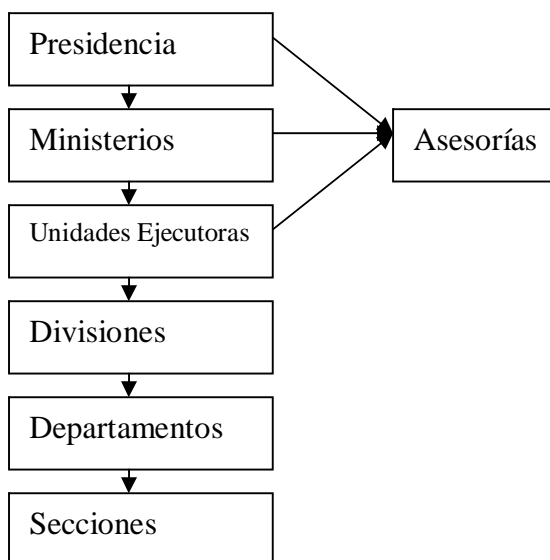 Presidencia
Ministerios
Asesorías
Unidades Ejecutoras
Divisiones
Departamentos
Secciones